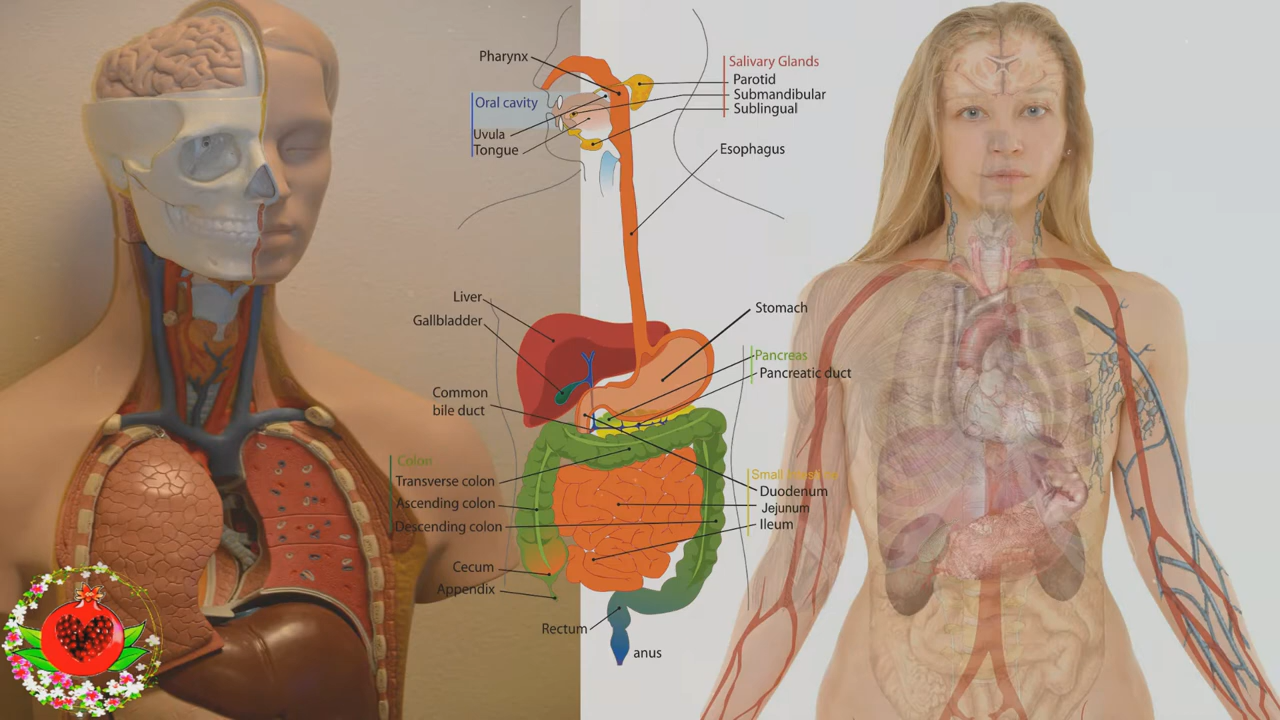 Pharynx
Oral cavity
Uvula
Tongue
Salivary Glands
Parotid
Submandibular
Sublingual
Esophagus
Liver
Gallbladder
Common
bile duct
Stomach
Pancreas
Pancreatic duct
Colon
Transverse colon
Ascending colon
Descending colon
Cecum
Appendix
Small
Duodenum
Jejunum
Ileum
Rectum
anus